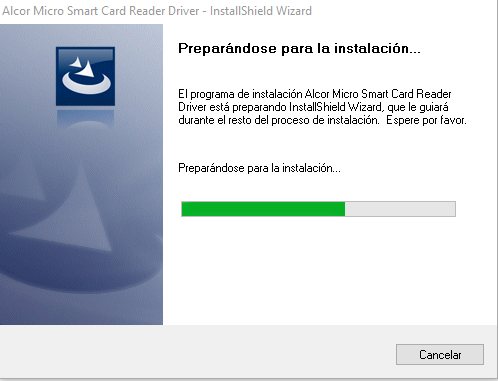 Alcor Micro Smart Card Reader Driver - InstallShield Wizard
Preparándose para la instalación...
El programa de instalación Alcor Micro Smart Card Reader
Driver está preparando InstallShield Wizard, que le guiará
durante el resto del proceso de instalación.  Espere por favor.
Preparándose para la instalación...
Cancelar